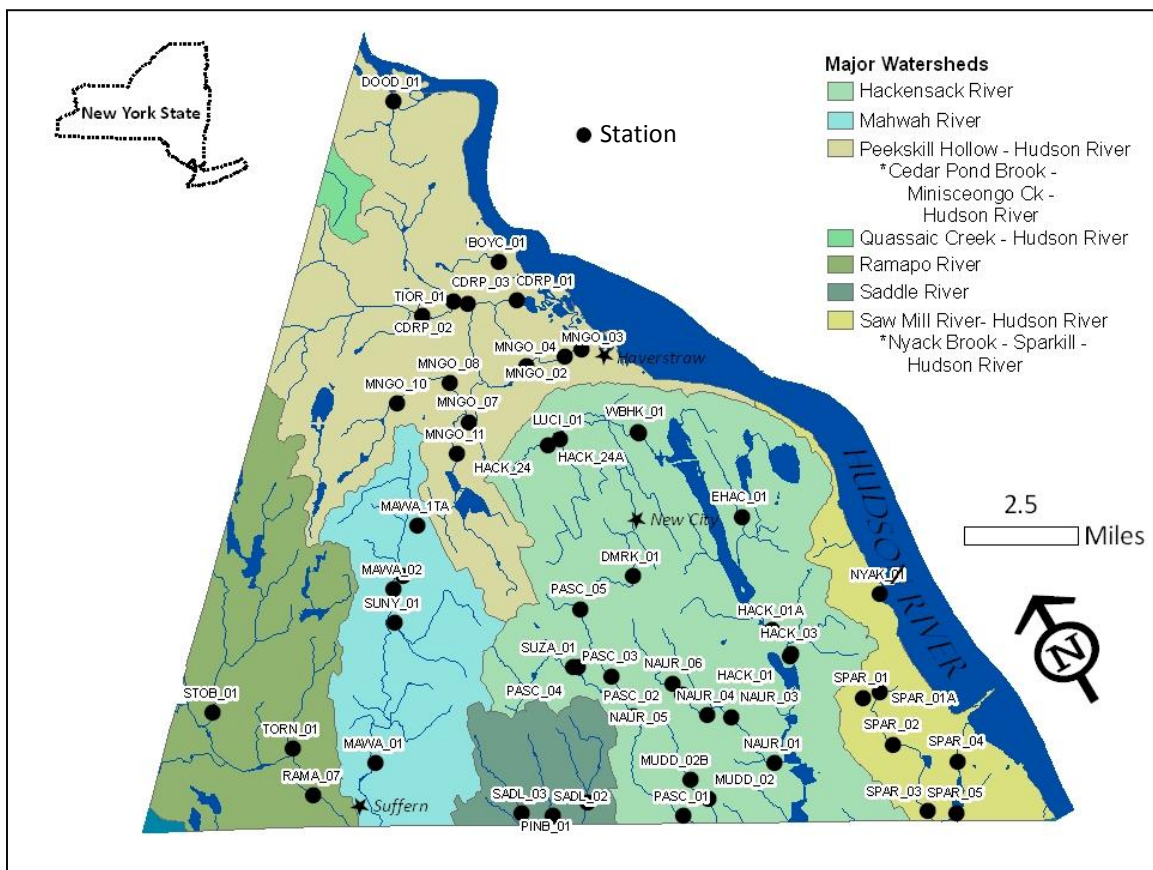 New York State
Station
Major Watersheds
Hackensack River
Mahwah River
Peekskill Hollow - Hudson River
*Cedar Pond Brook -
Minisceongo Ck -
Hudson River
Quassaic Creek - Hudson River
Ramapo River
Saddle River
Saw Mill River- Hudson River
*Nyack Brook - Sparkill -
Hudson River
DOOD_01
BOYC_01
CDRP_03
CDRP_01
TIOR_01
CDRP_02
MNGO_03
MNGO_04
Haverstraw
MNGO_02
MNGO_08
MNGO_10
MNGO_07
LUCI_01
WBHK_01
MNGO_11
HACK_24
HACK_24A
EHAC_01
2.5
Miles
MAWA_1TA
New City
HUDSON RIVER
DMRK_01
MAWA_02
NYAK_01
PASC_05
SUNY_01
HACK_01A
HACK_03
SUZA_01
PASC_03
NAUR_06
HACK_01
N
PASC_04
PASC_02
NAUR_04
NAUR_03
SPAR_01
SPAR_01A
STOB_01
NAUR_05
SPAR_02
TORN_01
MAWA_01
NAUR_01
SPAR_04
RAMA_07
MUDD_02B
MUDD_02
Suffern
SADL_03
SADL_02
PASC_01
SPAR_03
SPAR_05
PINB_01